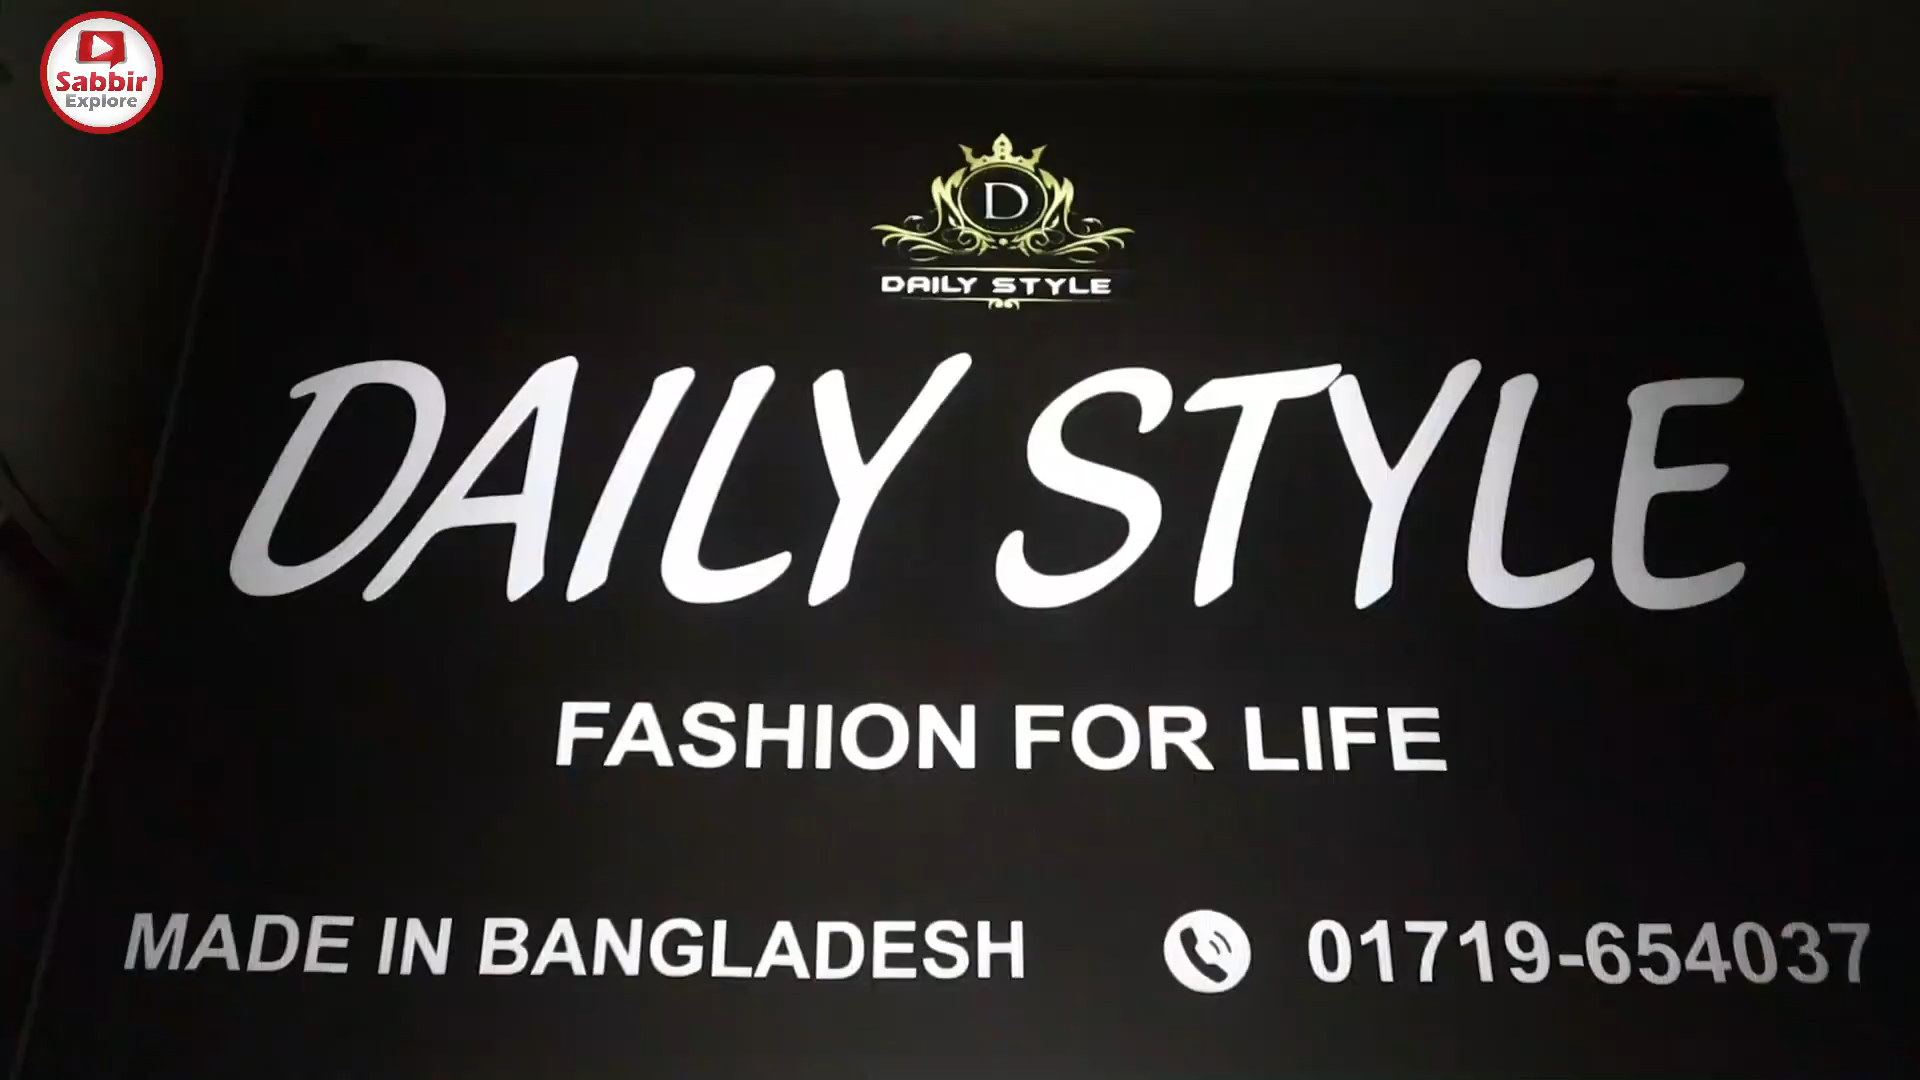 Sabbir
Explore
D
DAILY STYLE
DAILY STYLE
FASHION FOR LIFE
MADE IN BANGLADESH 01719-654037